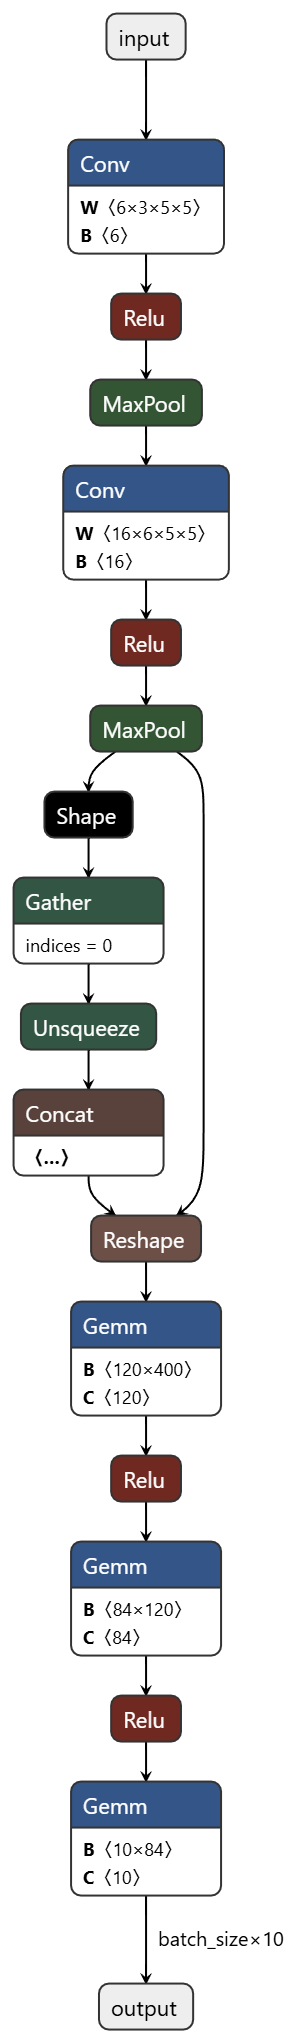 input
Conv
W 〈6×3×5×5〉
B 〈6〉
Relu
MaxPool
Conv
W 〈16×6×5×5〉
B 〈16〉
Relu
MaxPool
Shape
Gather
indices = 0
Unsqueeze
Concat
〈...〉
Reshape
Gemm
B 〈120×400〉
C 〈120〉
Relu
Gemm
B 〈84×120〉
C 〈84〉
Relu
Gemm
B 〈10×84〉
C 〈10〉
batch_size×10
output